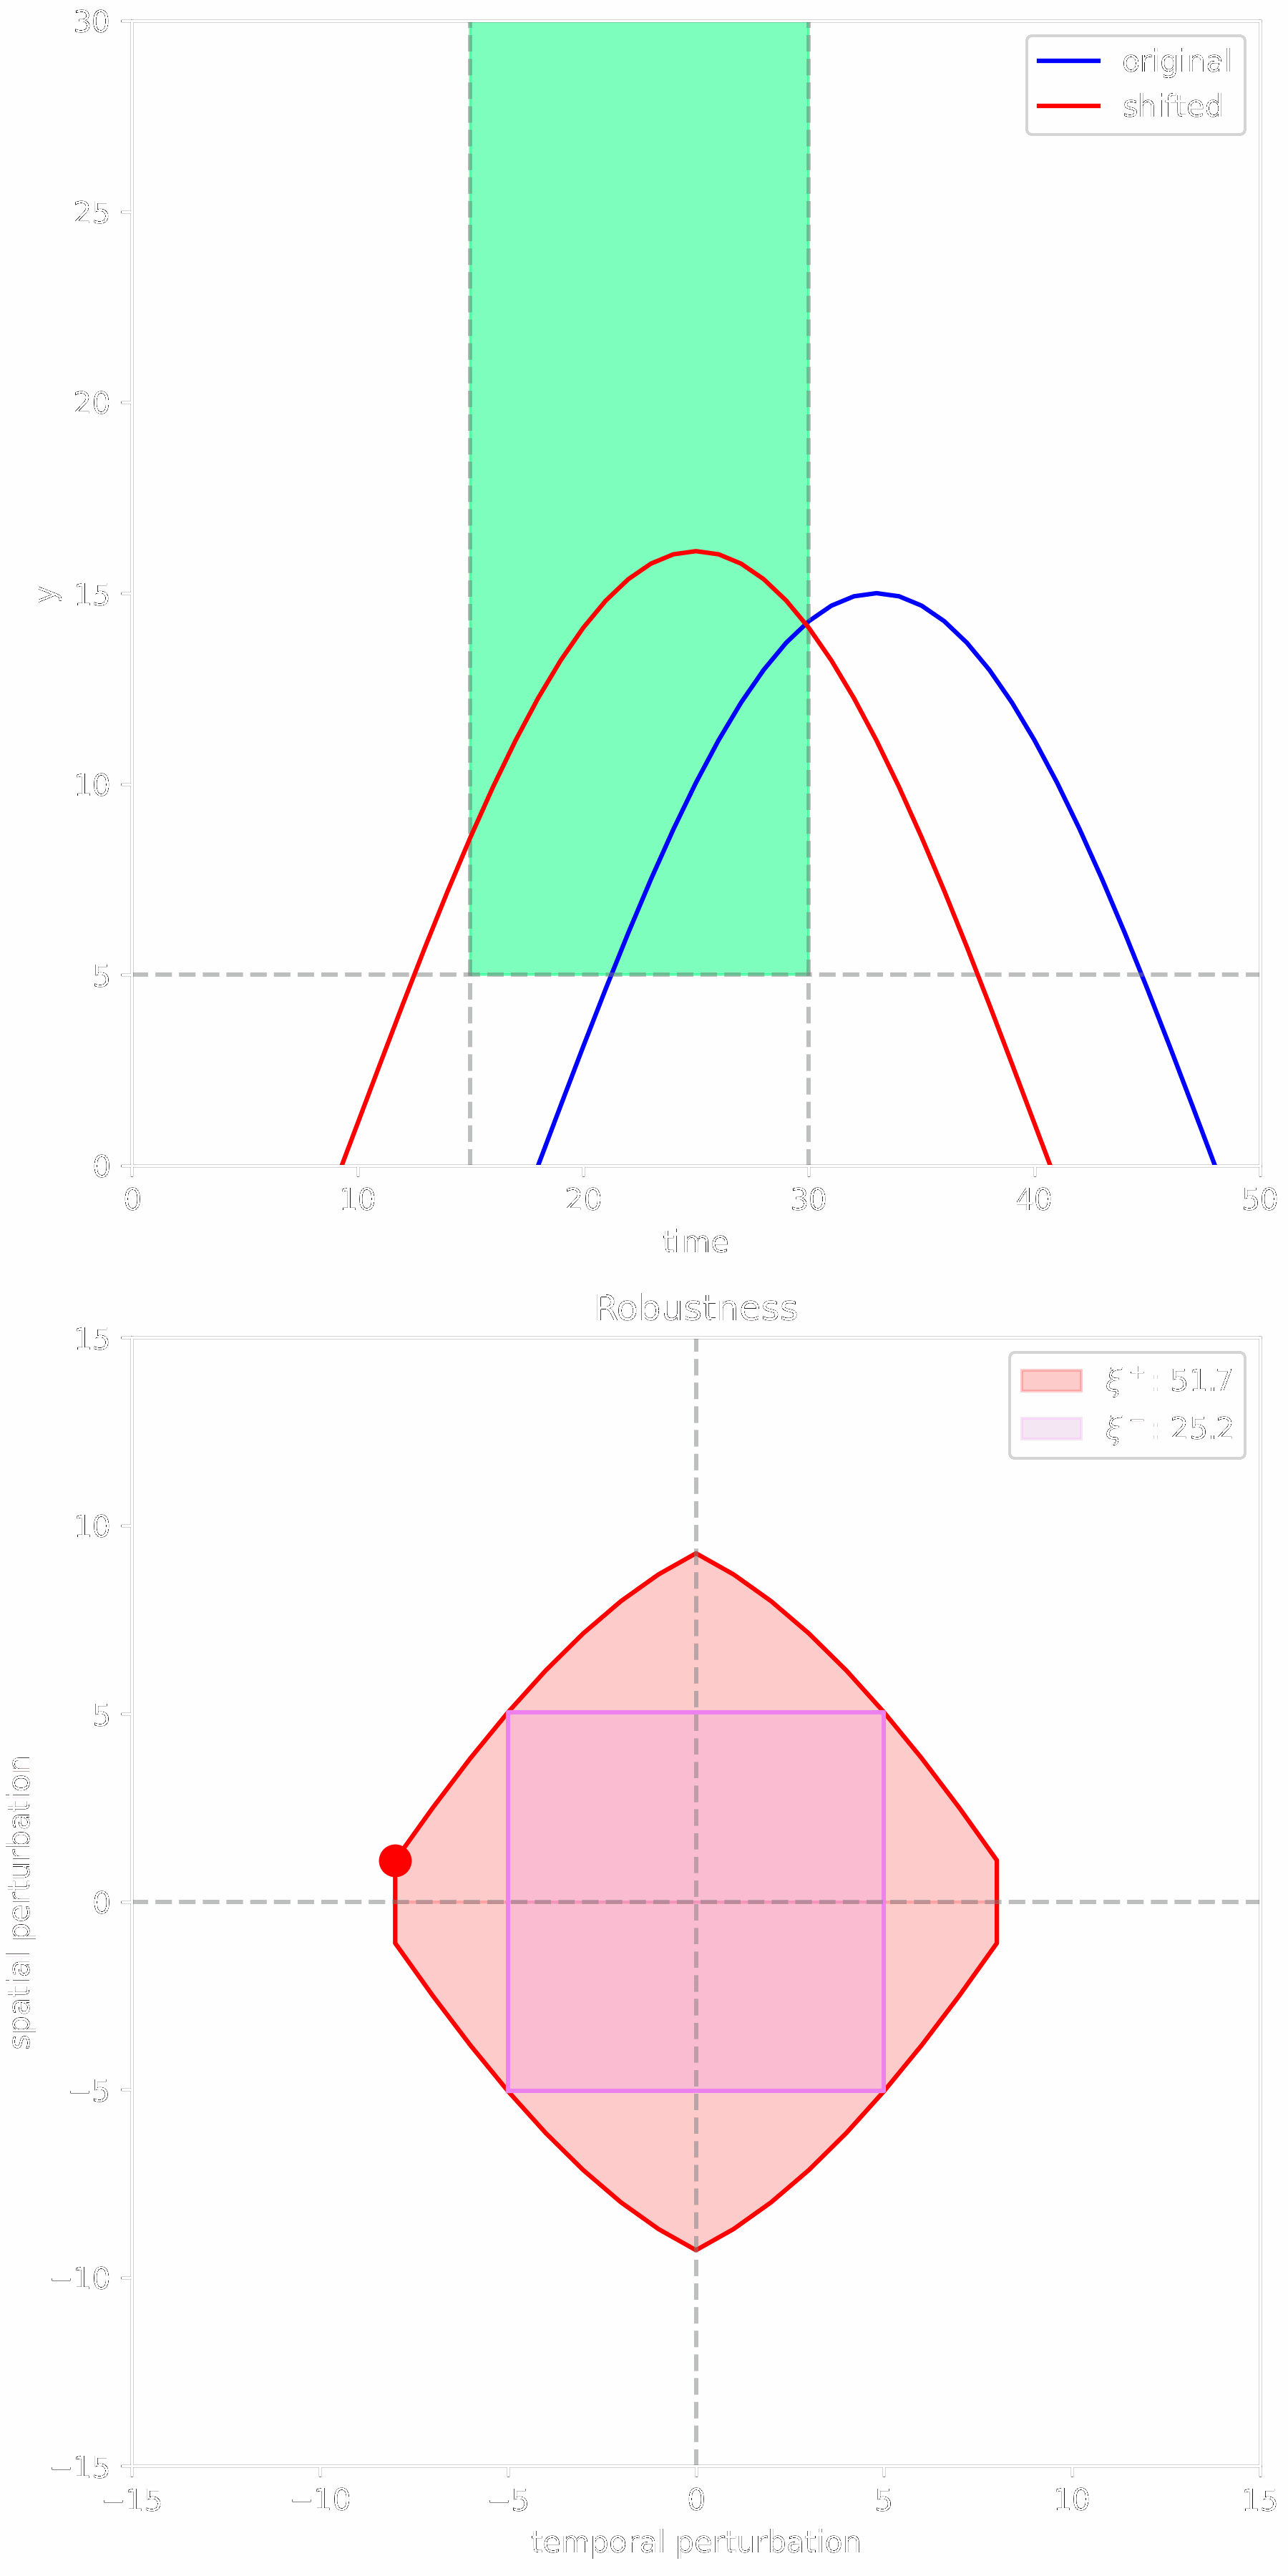 30
25
20
15
10
5
0
y
original
shifted
0 10 20 30 40 50
time
Robustness
15
10
5
0
−5
−10
−15
spatial perturbation
ξ⁺: 51.7
ξ⁻: 25.2
−15 −10 −5 0 5 10 15
temporal perturbation